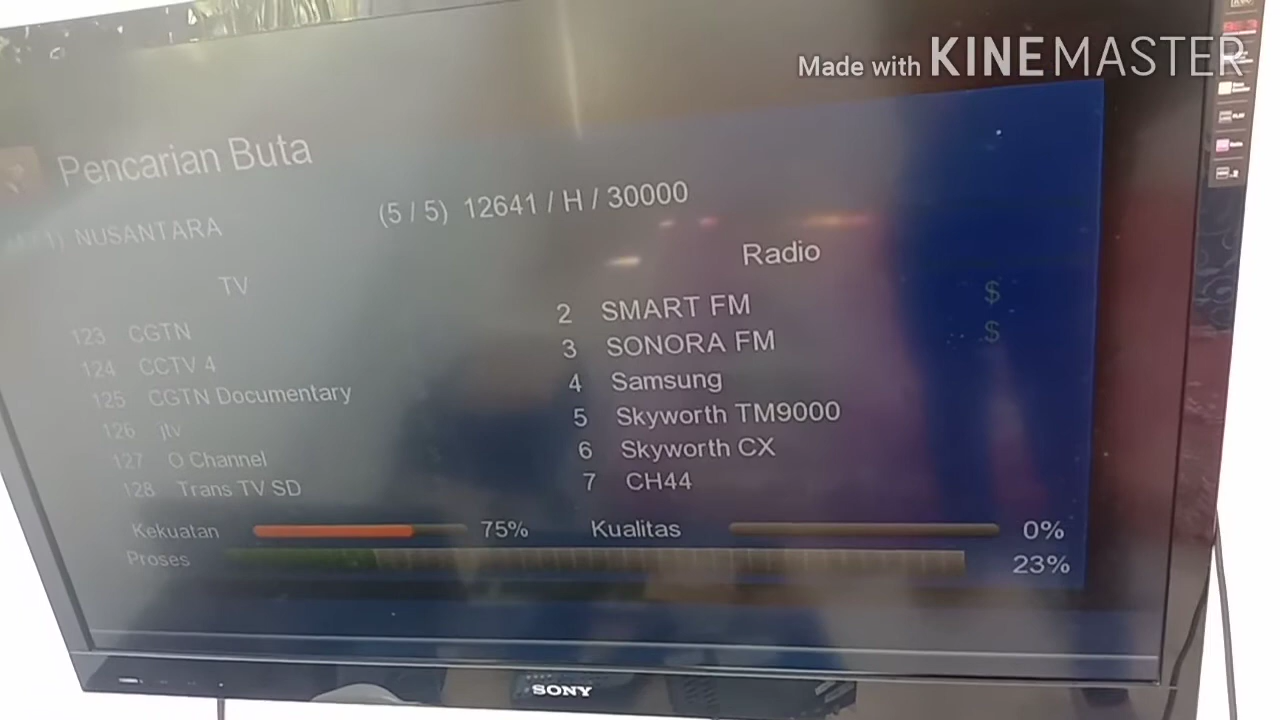 Made with KINEMASTER
Pencarian Buta
(5 / 5) 12641 / H / 30000
1) NUSANTARA
TV
Radio
123 CGTN
124 CCTV 4
125 CGTN Documentary
126 jtv
127 O Channel
128 Trans TV SD
2 SMART FM $
3 SONORA FM $
4 Samsung
5 Skyworth TM9000
6 Skyworth CX
7 CH44
Kekuatan 75% Kualitas 0%
Proses 23%
SONY